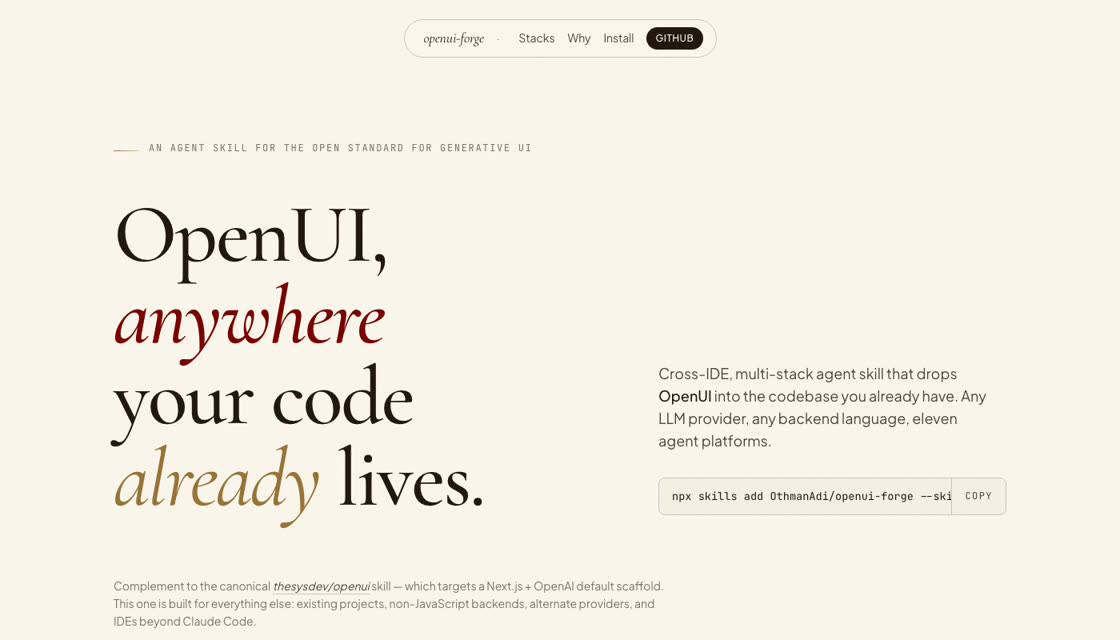 openui-forge · Stacks Why Install GITHUB
AN AGENT SKILL FOR THE OPEN STANDARD FOR GENERATIVE UI
OpenUI,
anywhere
your code
already lives.
Cross-IDE, multi-stack agent skill that drops
OpenUI into the codebase you already have. Any
LLM provider, any backend language, eleven
agent platforms.
npx skills add OthmanAdi/openui-forge --ski COPY
Complement to the canonical thesysdev/openui skill — which targets a Next.js + OpenAI default scaffold.
This one is built for everything else: existing projects, non-JavaScript backends, alternate providers, and
IDEs beyond Claude Code.